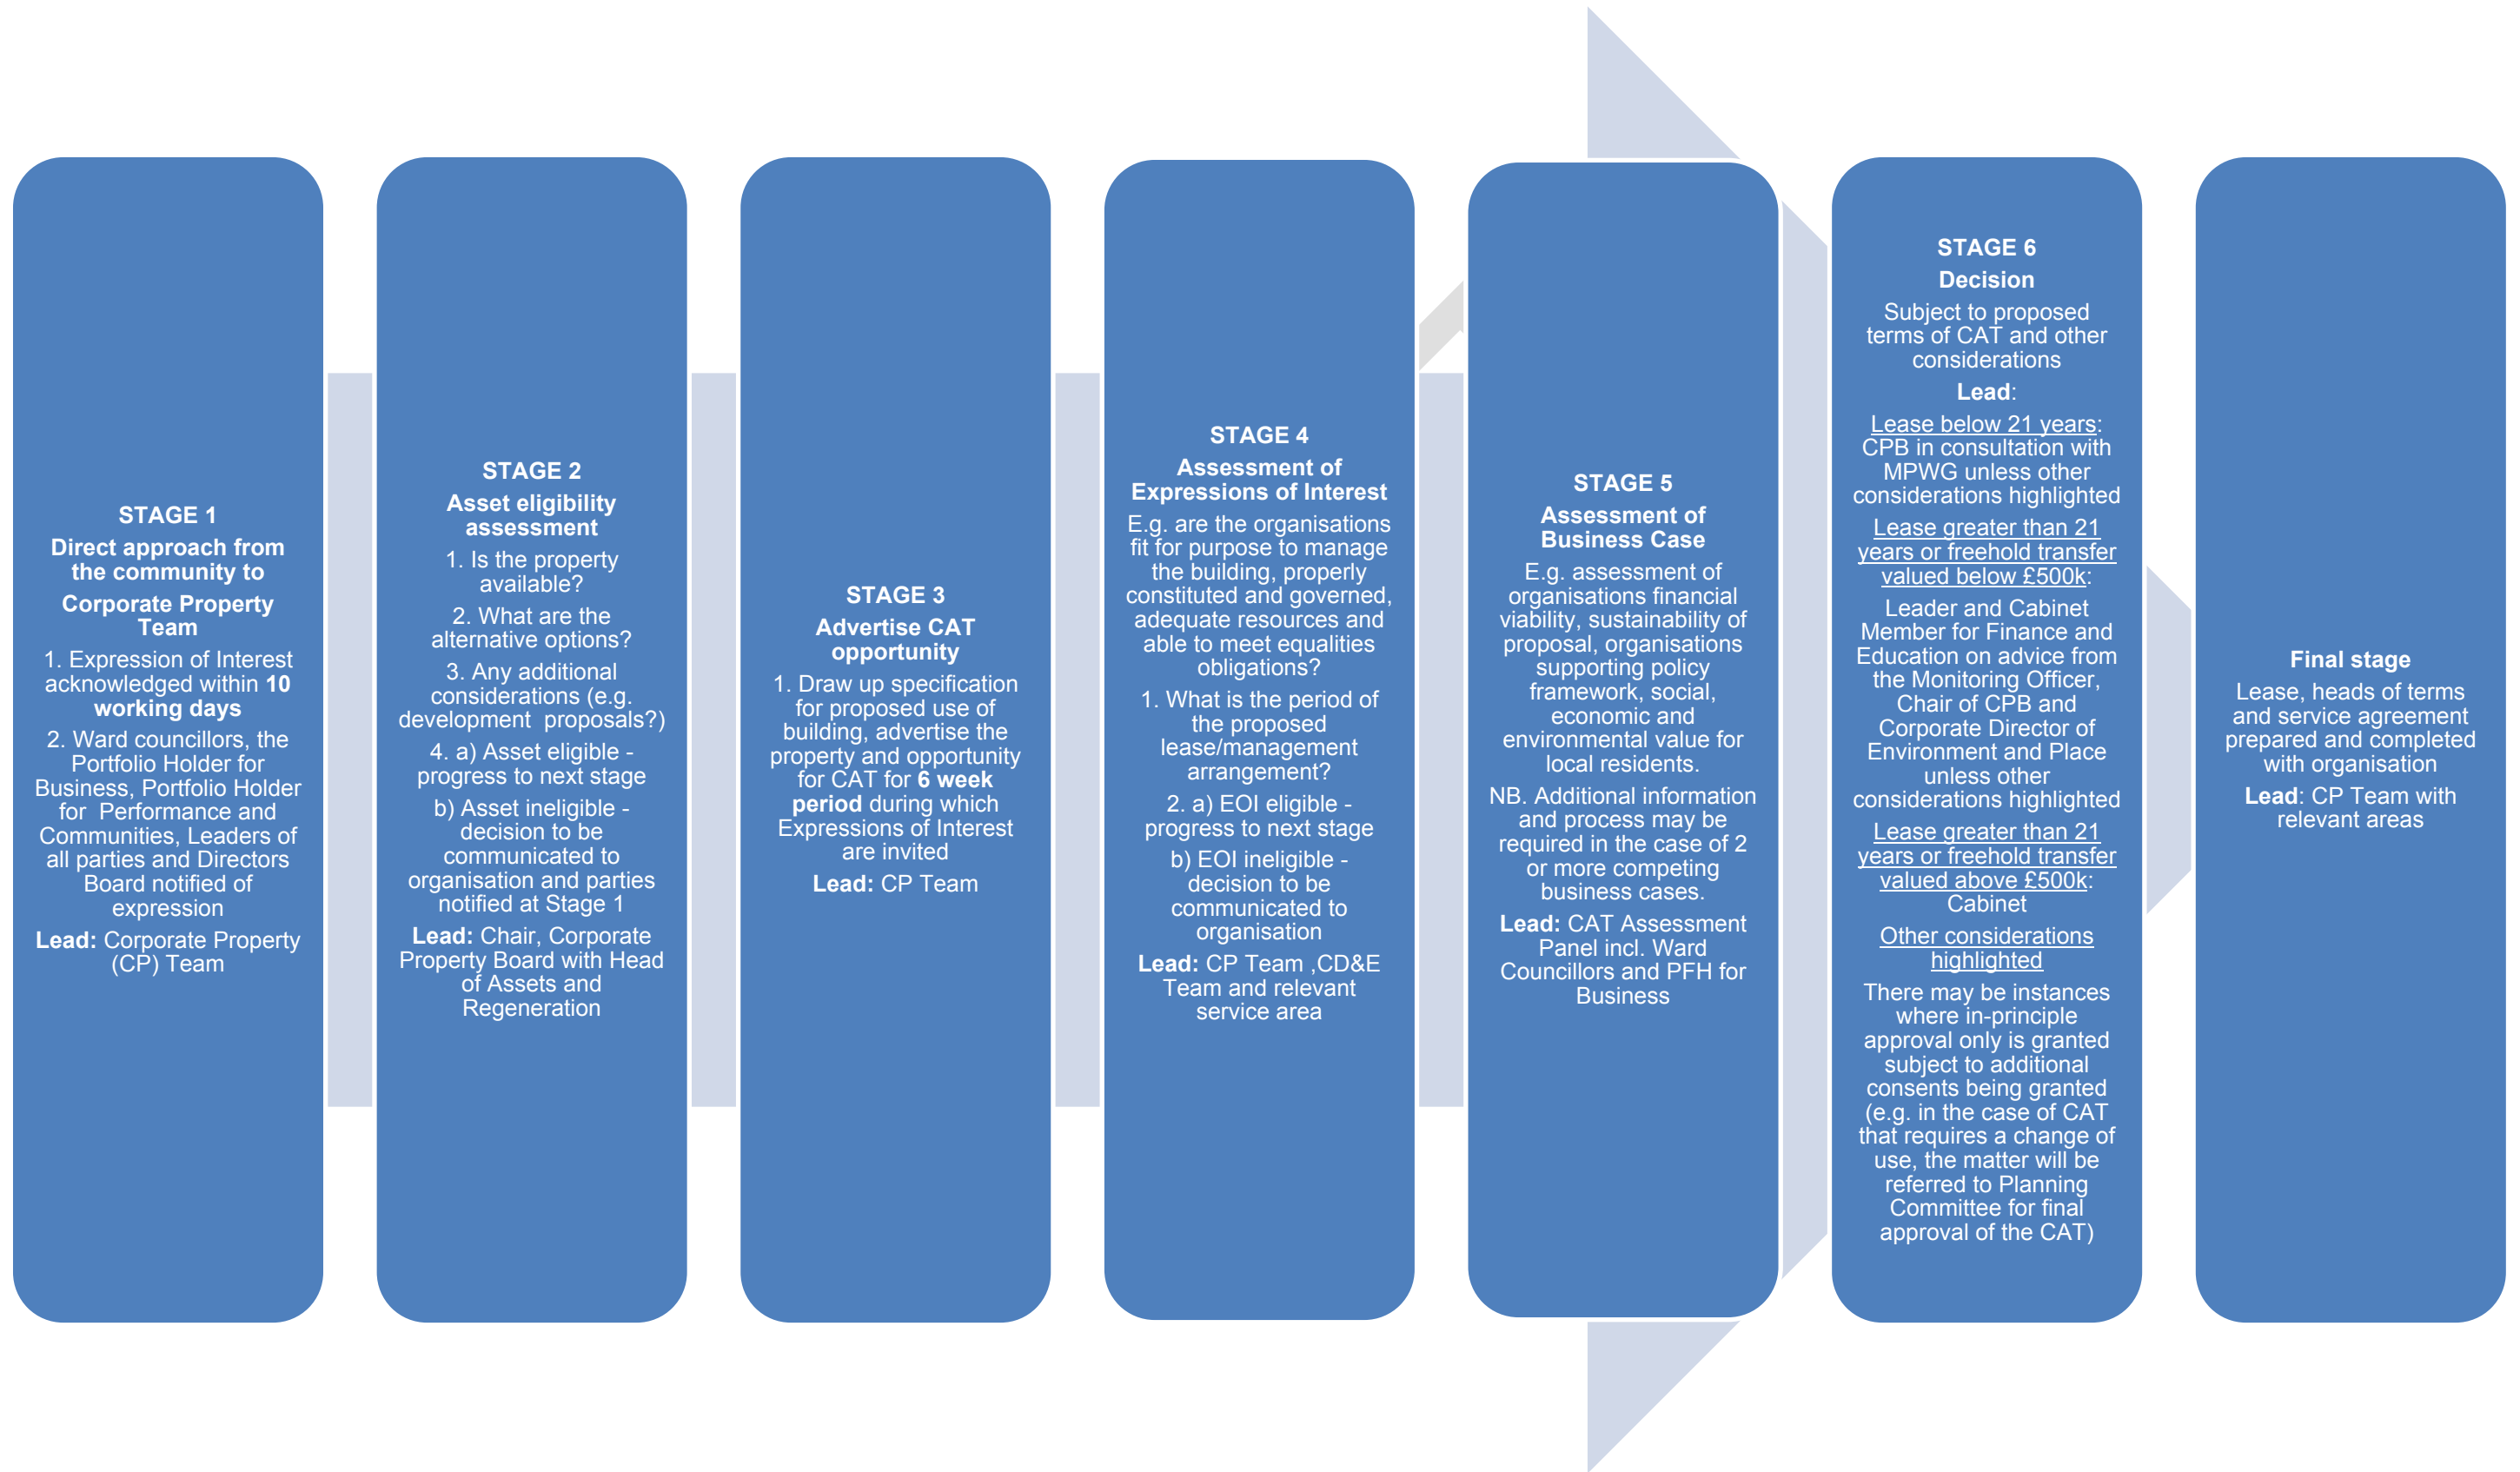 STAGE 1
Direct approach from
the community to
Corporate Property
Team
1. Expression of Interest
acknowledged within 10
working days
2. Ward councillors, the
Portfolio Holder for
Business, Portfolio Holder
for Performance and
Communities, Leaders of
all parties and Directors
Board notified of
expression
Lead: Corporate Property
(CP) Team
STAGE 2
Asset eligibility
assessment
1. Is the property
available?
2. What are the
alternative options?
3. Any additional
considerations (e.g.
development proposals?)
4. a) Asset eligible -
progress to next stage
b) Asset ineligible -
decision to be
communicated to
organisation and parties
notified at Stage 1
Lead: Chair, Corporate
Property Board with Head
of Assets and
Regeneration
STAGE 3
Advertise CAT
opportunity
1. Draw up specification
for proposed use of
building, advertise the
property and opportunity
for CAT for 6 week
period during which
Expressions of Interest
are invited
Lead: CP Team
STAGE 4
Assessment of
Expressions of Interest
E.g. are the organisations
fit for purpose to manage
the building, properly
constituted and governed,
adequate resources and
able to meet equalities
obligations?
1. What is the period of
the proposed
lease/management
arrangement?
2. a) EOI eligible -
progress to next stage
b) EOI ineligible -
decision to be
communicated to
organisation
Lead: CP Team ,CD&E
Team and relevant
service area
STAGE 5
Assessment of
Business Case
E.g. assessment of
organisations financial
viability, sustainability of
proposal, organisations
supporting policy
framework, social,
economic and
environmental value for
local residents.
NB. Additional information
and process may be
required in the case of 2
or more competing
business cases.
Lead: CAT Assessment
Panel incl. Ward
Councillors and PFH for
Business
STAGE 6
Decision
Subject to proposed
terms of CAT and other
considerations
Lead:
Lease below 21 years:
CPB in consultation with
MPWG unless other
considerations highlighted
Lease greater than 21
years or freehold transfer
valued below £500k:
Leader and Cabinet
Member for Finance and
Education on advice from
the Monitoring Officer,
Chair of CPB and
Corporate Director of
Environment and Place
unless other
considerations highlighted
Lease greater than 21
years or freehold transfer
valued above £500k:
Cabinet
Other considerations
highlighted
There may be instances
where in-principle
approval only is granted
subject to additional
consents being granted
(e.g. in the case of CAT
that requires a change of
use, the matter will be
referred to Planning
Committee for final
approval of the CAT)
Final stage
Lease, heads of terms
and service agreement
prepared and completed
with organisation
Lead: CP Team with
relevant areas